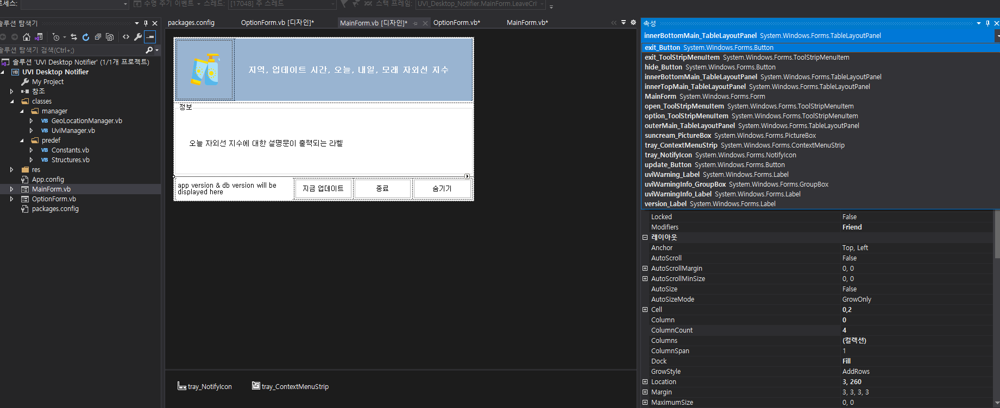 로세스:
수명 주기 이벤트
스레드:
[17048] 주 스레드
스택 프레임:
UVI_Desktop_Notifier.MainForm.LeaveCri
솔루션 탐색기
솔루션 탐색기 검색(Ctrl+;)
솔루션 'UVI Desktop Notifier' (1/1개 프로젝트)
VB UVI Desktop Notifier
My Project
참조
classes
manager
VB GeoLocationManager.vb
VB UviManager.vb
predef
VB Constants.vb
VB Structures.vb
res
App.config
MainForm.vb
OptionForm.vb
packages.config
packages.config
OptionForm.vb [디자인]*
MainForm.vb [디자인]*
OptionForm.vb*
MainForm.vb*
지역, 업데이트 시간, 오늘, 내일, 모래 자외선 지수
정보
오늘 자외선 지수에 대한 설명문이 출력되는 라벨
app version & db version will be
displayed here
지금 업데이트
종료
숨기기
tray_NotifyIcon
tray_ContextMenuStrip
속성
innerBottomMain_TableLayoutPanel System.Windows.Forms.TableLayoutPanel
exit_Button System.Windows.Forms.Button
exit_ToolStripMenuItem System.Windows.Forms.ToolStripMenuItem
hide_Button System.Windows.Forms.Button
innerBottomMain_TableLayoutPanel System.Windows.Forms.TableLayoutPanel
innerTopMain_TableLayoutPanel System.Windows.Forms.TableLayoutPanel
MainForm System.Windows.Forms.Form
open_ToolStripMenuItem System.Windows.Forms.ToolStripMenuItem
option_ToolStripMenuItem System.Windows.Forms.ToolStripMenuItem
outerMain_TableLayoutPanel System.Windows.Forms.TableLayoutPanel
suncream_PictureBox System.Windows.Forms.PictureBox
tray_ContextMenuStrip System.Windows.Forms.ContextMenuStrip
tray_NotifyIcon System.Windows.Forms.NotifyIcon
update_Button System.Windows.Forms.Button
uviWarning_Label System.Windows.Forms.Label
uviWarningInfo_GroupBox System.Windows.Forms.GroupBox
uviWarningInfo_Label System.Windows.Forms.Label
version_Label System.Windows.Forms.Label
Locked False
Modifiers Friend
레이아웃
Anchor Top, Left
AutoScroll False
AutoScrollMargin 0, 0
AutoScrollMinSize 0, 0
AutoSize False
AutoSizeMode GrowOnly
Cell 0,2
Column 0
ColumnCount 4
Columns (컬렉션)
ColumnSpan 1
Dock Fill
GrowStyle AddRows
Location 3, 260
Margin 3, 3, 3, 3
MaximumSize 0, 0